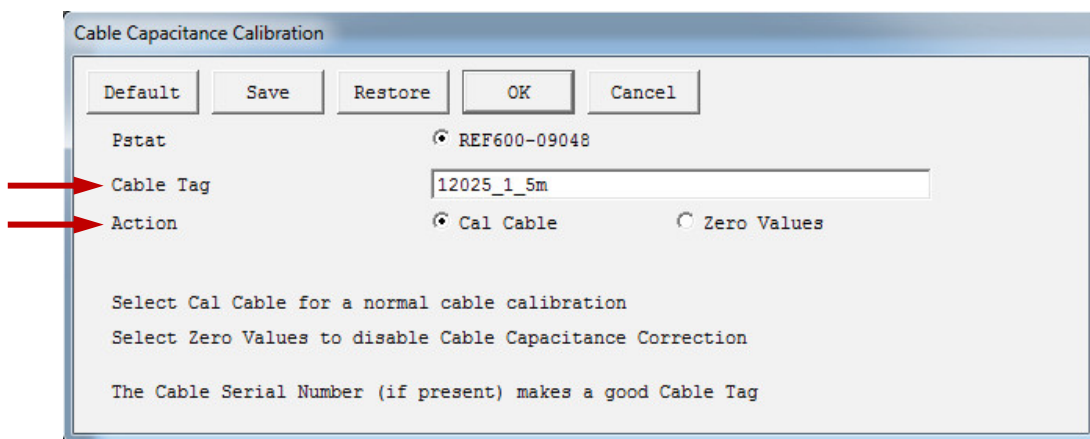 Cable Capacitance Calibration
Default Save Restore OK Cancel
Pstat REF600-09048
Cable Tag 12025_1_5m
Action Cal Cable Zero Values
Select Cal Cable for a normal cable calibration
Select Zero Values to disable Cable Capacitance Correction
The Cable Serial Number (if present) makes a good Cable Tag